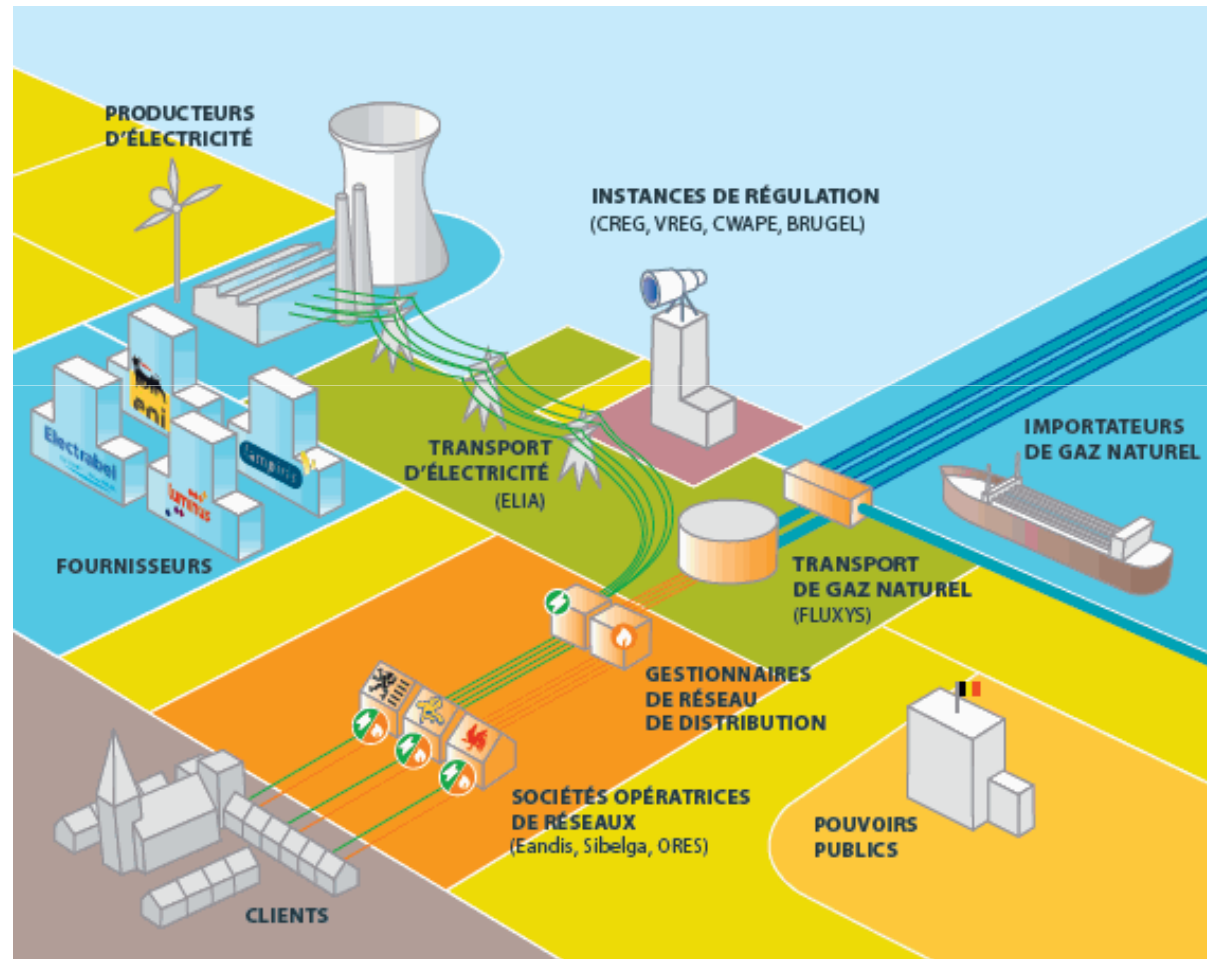 PRODUCTEURS
D'ÉLECTRICITÉ
INSTANCES DE RÉGULATION
(CREG, VREG, CWAPE, BRUGEL)
IMPORTATEURS
DE GAZ NATUREL
eni
Electrabel
Lampiris
Luminus
TRANSPORT
D'ÉLECTRICITÉ
(ELIA)
FOURNISSEURS
TRANSPORT
DE GAZ NATUREL
(FLUXYS)
GESTIONNAIRES
DE RÉSEAU
DE DISTRIBUTION
SOCIÉTÉS OPÉRATRICES
DE RÉSEAUX
(Eandis, Sibelga, ORES)
POUVOIRS
PUBLICS
CLIENTS